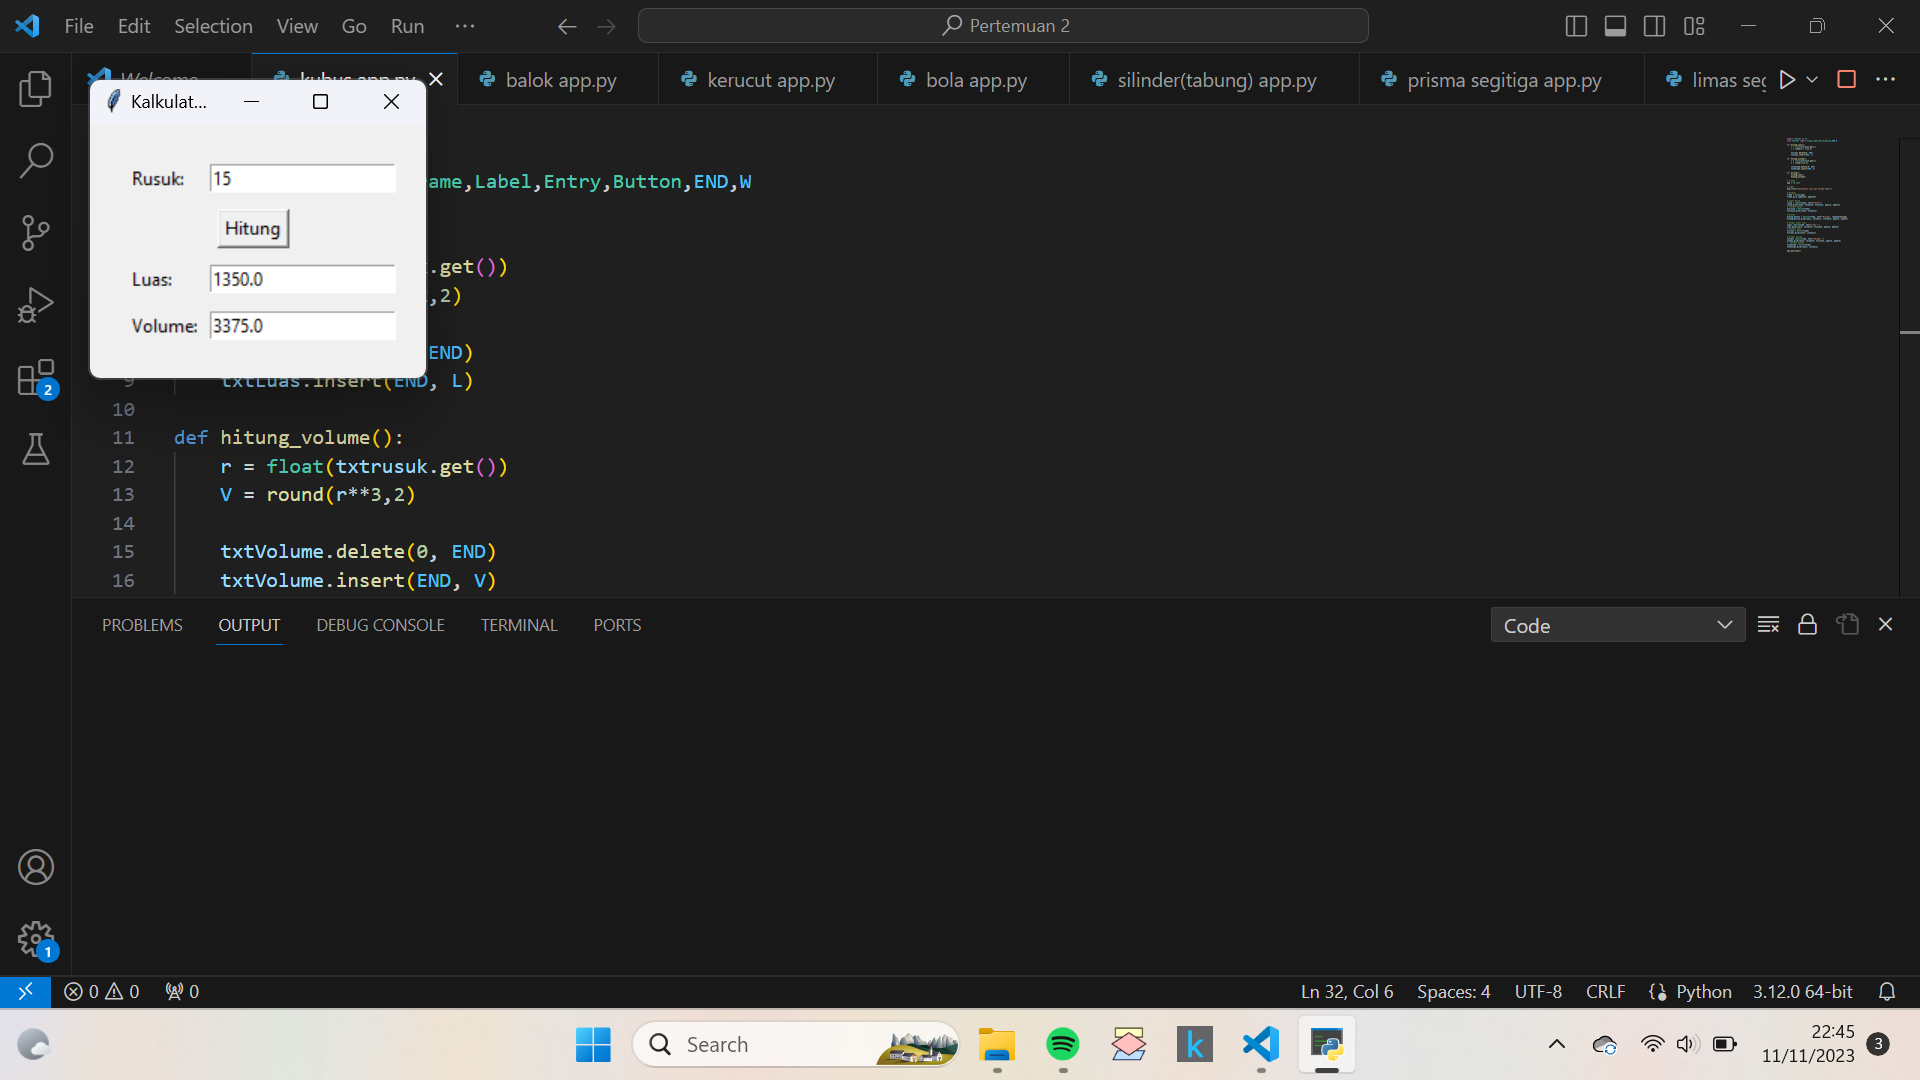 File Edit Selection View Go Run ...
Pertemuan 2
kubus app.py
balok app.py
kerucut app.py
bola app.py
silinder(tabung) app.py
prisma segitiga app.py
limas seg
Kalkulat...
Rusuk: 15
Hitung
Luas: 1350.0
Volume: 3375.0
ame,Label,Entry,Button,END,W
.get())
,2)
END)
9 txtLuas.insert(END, L)
10
11 def hitung_volume():
12 r = float(txtrusuk.get())
13 V = round(r**3,2)
14
15 txtVolume.delete(0, END)
16 txtVolume.insert(END, V)
2
1
PROBLEMS OUTPUT DEBUG CONSOLE TERMINAL PORTS
Code
0 0 0
Ln 32, Col 6 Spaces: 4 UTF-8 CRLF Python 3.12.0 64-bit
Search
22:45
11/11/2023
3